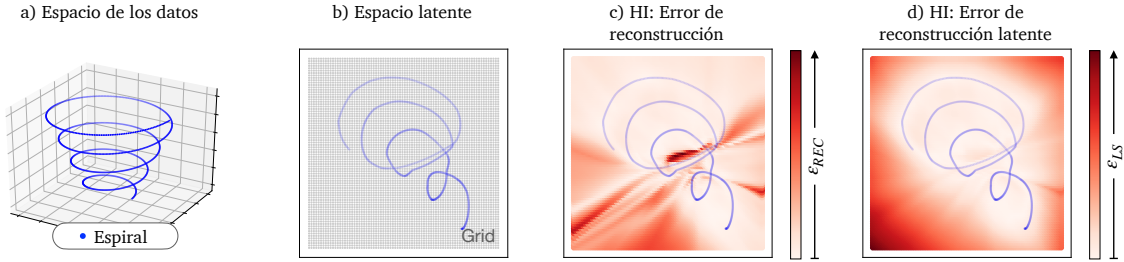 a) Espacio de los datos
b) Espacio latente
c) HI: Error de
reconstrucción
d) HI: Error de
reconstrucción latente
Espiral
Grid
ε_REC
ε_LS